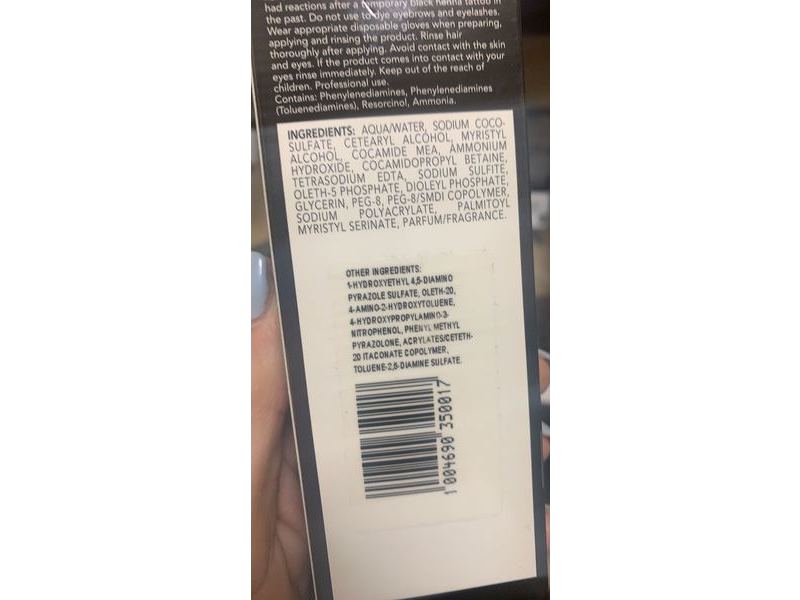 had reactions after a temporary black henna tattoo in
the past. Do not use to dye eyebrows and eyelashes.
Wear appropriate disposable gloves when preparing,
applying and rinsing the product. Rinse hair
thoroughly after applying. Avoid contact with the skin
and eyes. If the product comes into contact with your
eyes rinse immediately. Keep out of the reach of
children. Professional use.
Contains: Phenylenediamines, Phenylenediamines
(Toluenediamines), Resorcinol, Ammonia.
INGREDIENTS: AQUA/WATER, SODIUM COCO-
SULFATE, CETEARYL ALCOHOL, MYRISTYL
ALCOHOL, COCAMIDE MEA, AMMONIUM
HYDROXIDE, COCAMIDOPROPYL BETAINE,
TETRASODIUM EDTA, SODIUM SULFITE,
OLETH-5 PHOSPHATE, DIOLEYL PHOSPHATE,
GLYCERIN, PEG-8, PEG-8/SMDI COPOLYMER,
SODIUM POLYACRYLATE, PALMITOYL
MYRISTYL SERINATE, PARFUM/FRAGRANCE.
OTHER INGREDIENTS:
1-HYDROXYETHYL 4,5-DIAMINO
PYRAZOLE SULFATE, OLETH-20,
4-AMINO-2-HYDROXYTOLUENE,
4-HYDROXYPROPYLAMINO-3-
NITROPHENOL, PHENYL METHYL
PYRAZOLONE, ACRYLATES/CETETH-
20 ITACONATE COPOLYMER,
TOLUENE-2,5-DIAMINE SULFATE.
1 004690 350017